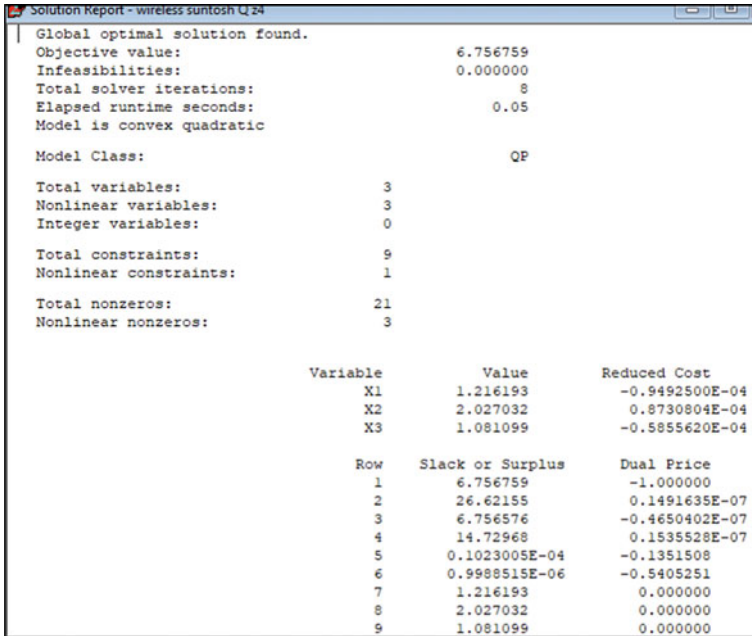 Solution Report - wireless suntosh Q z4
Global optimal solution found.
Objective value: 6.756759
Infeasibilities: 0.000000
Total solver iterations: 8
Elapsed runtime seconds: 0.05
Model is convex quadratic
Model Class: QP
Total variables: 3
Nonlinear variables: 3
Integer variables: 0
Total constraints: 9
Nonlinear constraints: 1
Total nonzeros: 21
Nonlinear nonzeros: 3
Variable Value Reduced Cost
X1 1.216193 -0.9492500E-04
X2 2.027032 0.8730804E-04
X3 1.081099 -0.5855620E-04
Row Slack or Surplus Dual Price
1 6.756759 -1.000000
2 26.62155 0.1491635E-07
3 6.756576 -0.4650402E-07
4 14.72968 0.1535528E-07
5 0.1023005E-04 -0.1351508
6 0.9988515E-06 -0.5405251
7 1.216193 0.000000
8 2.027032 0.000000
9 1.081099 0.000000